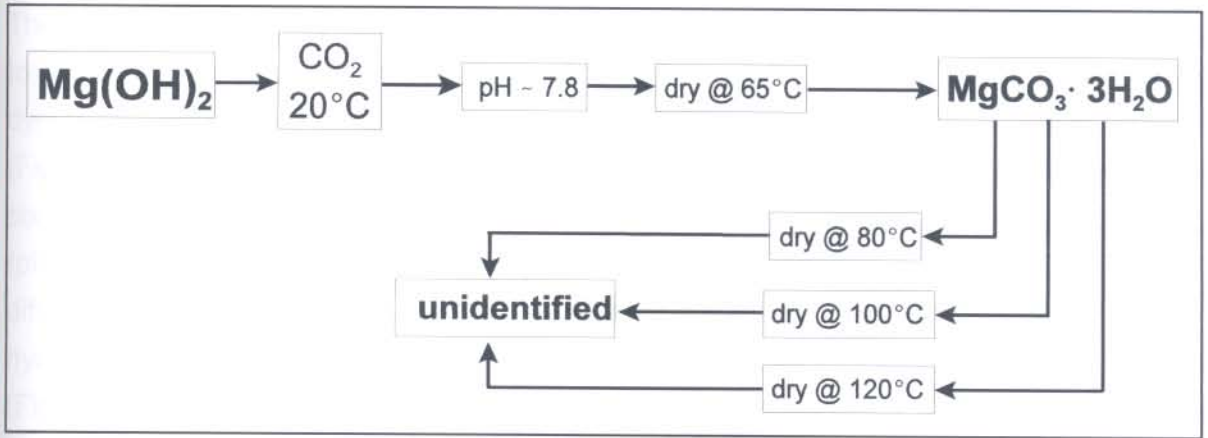 Mg(OH)₂
CO₂
20°C
pH ~ 7.8
dry @ 65°C
MgCO₃· 3H₂O
dry @ 80°C
unidentified
dry @ 100°C
dry @ 120°C